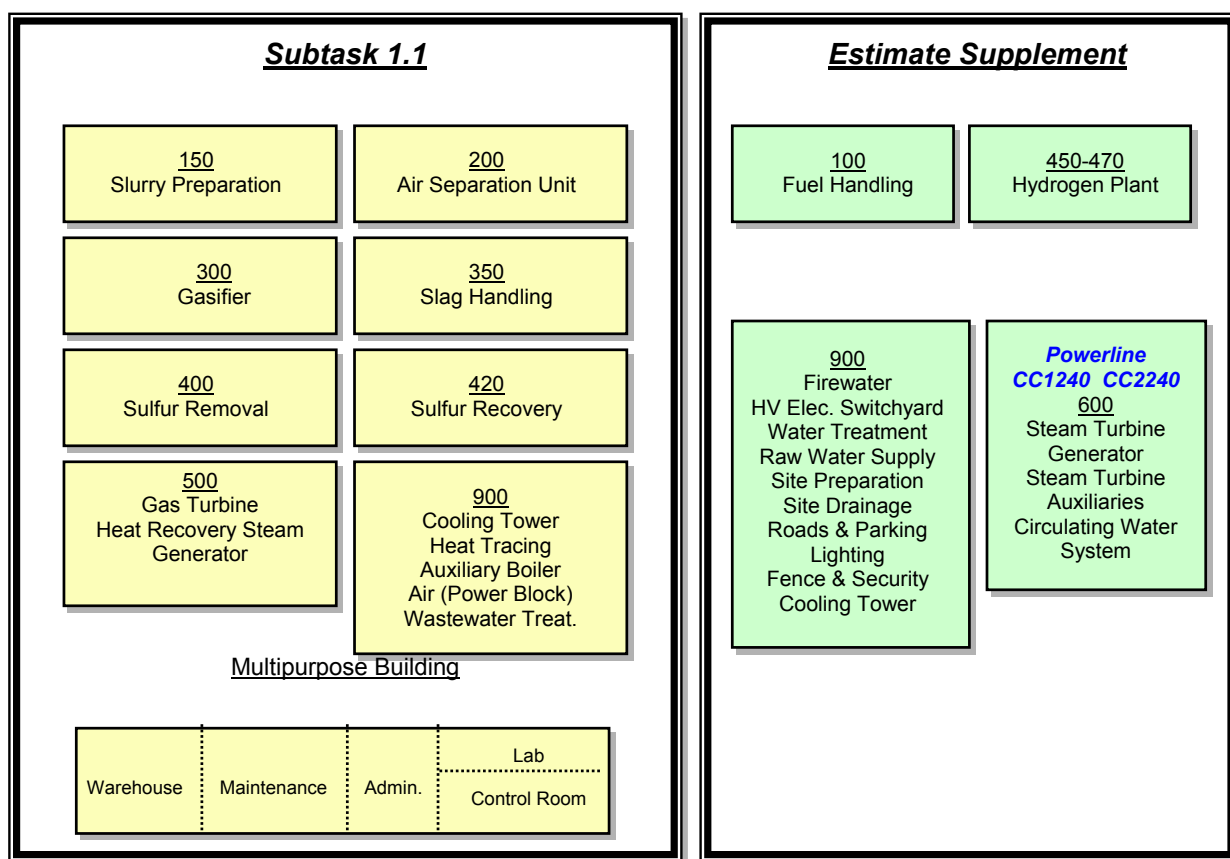 Subtask 1.1
150
Slurry Preparation
200
Air Separation Unit
300
Gasifier
350
Slag Handling
400
Sulfur Removal
420
Sulfur Recovery
500
Gas Turbine
Heat Recovery Steam
Generator
900
Cooling Tower
Heat Tracing
Auxiliary Boiler
Air (Power Block)
Wastewater Treat.
Multipurpose Building
Warehouse
Maintenance
Admin.
Lab
Control Room
Estimate Supplement
100
Fuel Handling
450-470
Hydrogen Plant
900
Firewater
HV Elec. Switchyard
Water Treatment
Raw Water Supply
Site Preparation
Site Drainage
Roads & Parking
Lighting
Fence & Security
Cooling Tower
Powerline
CC1240 CC2240
600
Steam Turbine
Generator
Steam Turbine
Auxiliaries
Circulating Water
System